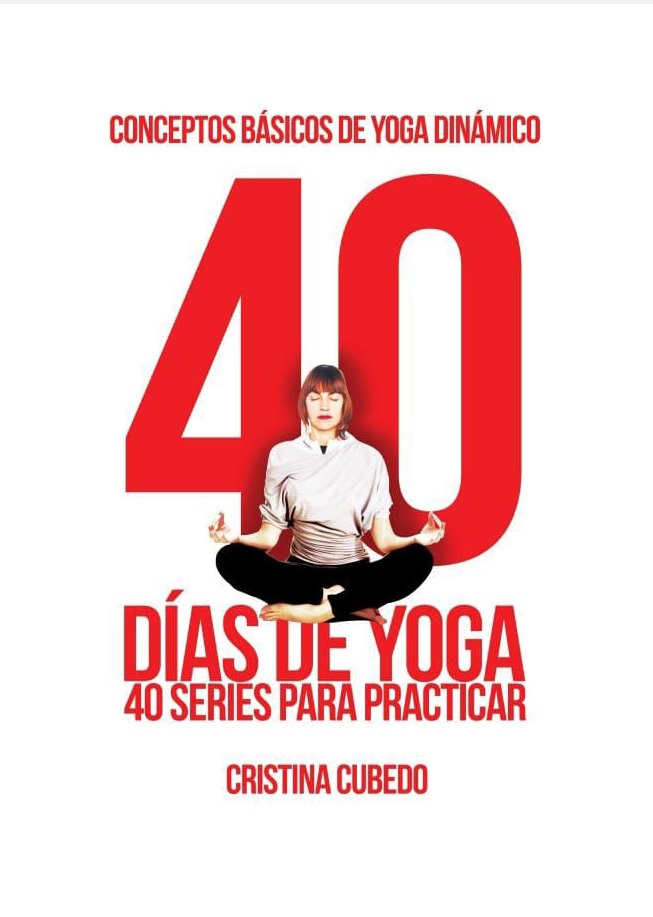 CONCEPTOS BÁSICOS DE YOGA DINÁMICO
40
DÍAS DE YOGA
40 SERIES PARA PRACTICAR
CRISTINA CUBEDO